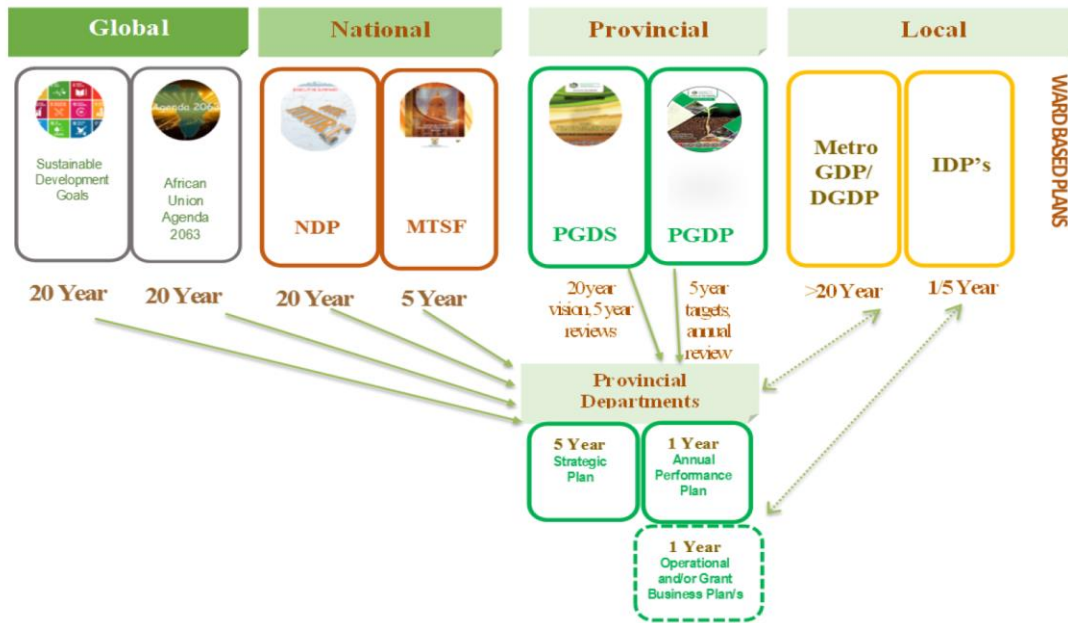 Global
National
Provincial
Local
Agenda 2063
Sustainable
Development
Goals
African
Union
Agenda
2063
NDP
MTSF
PGDS
PGDP
Metro
GDP/
DGDP
IDP's
WARD BASED PLANS
20 Year
20 Year
20 Year
5 Year
20 year
vision, 5 year
reviews
5 year
targets,
annual
review
>20 Year
1/5 Year
Provincial
Departments
5 Year
Strategic
Plan
1 Year
Annual
Performance
Plan
1 Year
Operational
and/or Grant
Business Plan/s